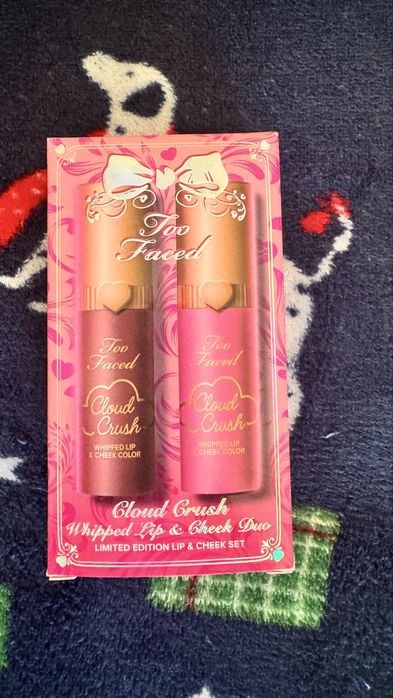 Too
Faced
Too
Faced
Cloud
Crush
WHIPPED LIP
& CHEEK COLOR
Too
Faced
Cloud
Crush
WHIPPED LIP
& CHEEK COLOR
Cloud Crush
Whipped Lip & Cheek Duo
LIMITED EDITION LIP & CHEEK SET